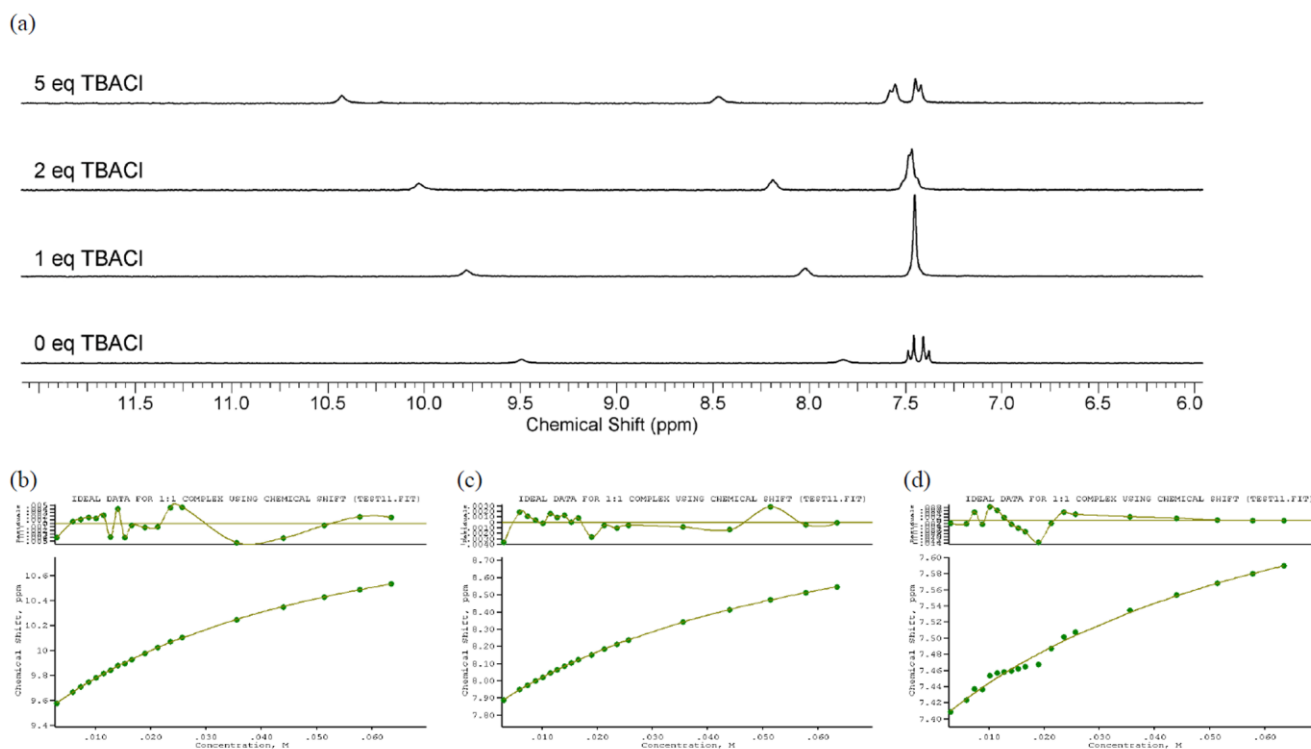 (a)
5 eq TBACl
2 eq TBACl
1 eq TBACl
0 eq TBACl
11.5 11.0 10.5 10.0 9.5 9.0 8.5 8.0 7.5 7.0 6.5 6.0
Chemical Shift (ppm)
(b)
IDEAL DATA FOR 1:1 COMPLEX USING CHEMICAL SHIFT (TEST11.FIT)
Chemical Shift, ppm
10.6
10.4
10.2
10
9.8
9.6
9.4
.010 .020 .030 .040 .050 .060
Concentration, M
(c)
IDEAL DATA FOR 1:1 COMPLEX USING CHEMICAL SHIFT (TEST11.FIT)
Chemical Shift, ppm
8.70
8.60
8.50
8.40
8.30
8.20
8.10
8.00
7.90
7.80
.010 .020 .030 .040 .050 .060
Concentration, M
(d)
IDEAL DATA FOR 1:1 COMPLEX USING CHEMICAL SHIFT (TEST11.FIT)
Chemical Shift, ppm
7.60
7.58
7.56
7.54
7.52
7.50
7.48
7.46
7.44
7.42
7.40
.010 .020 .030 .040 .050 .060
Concentration, M